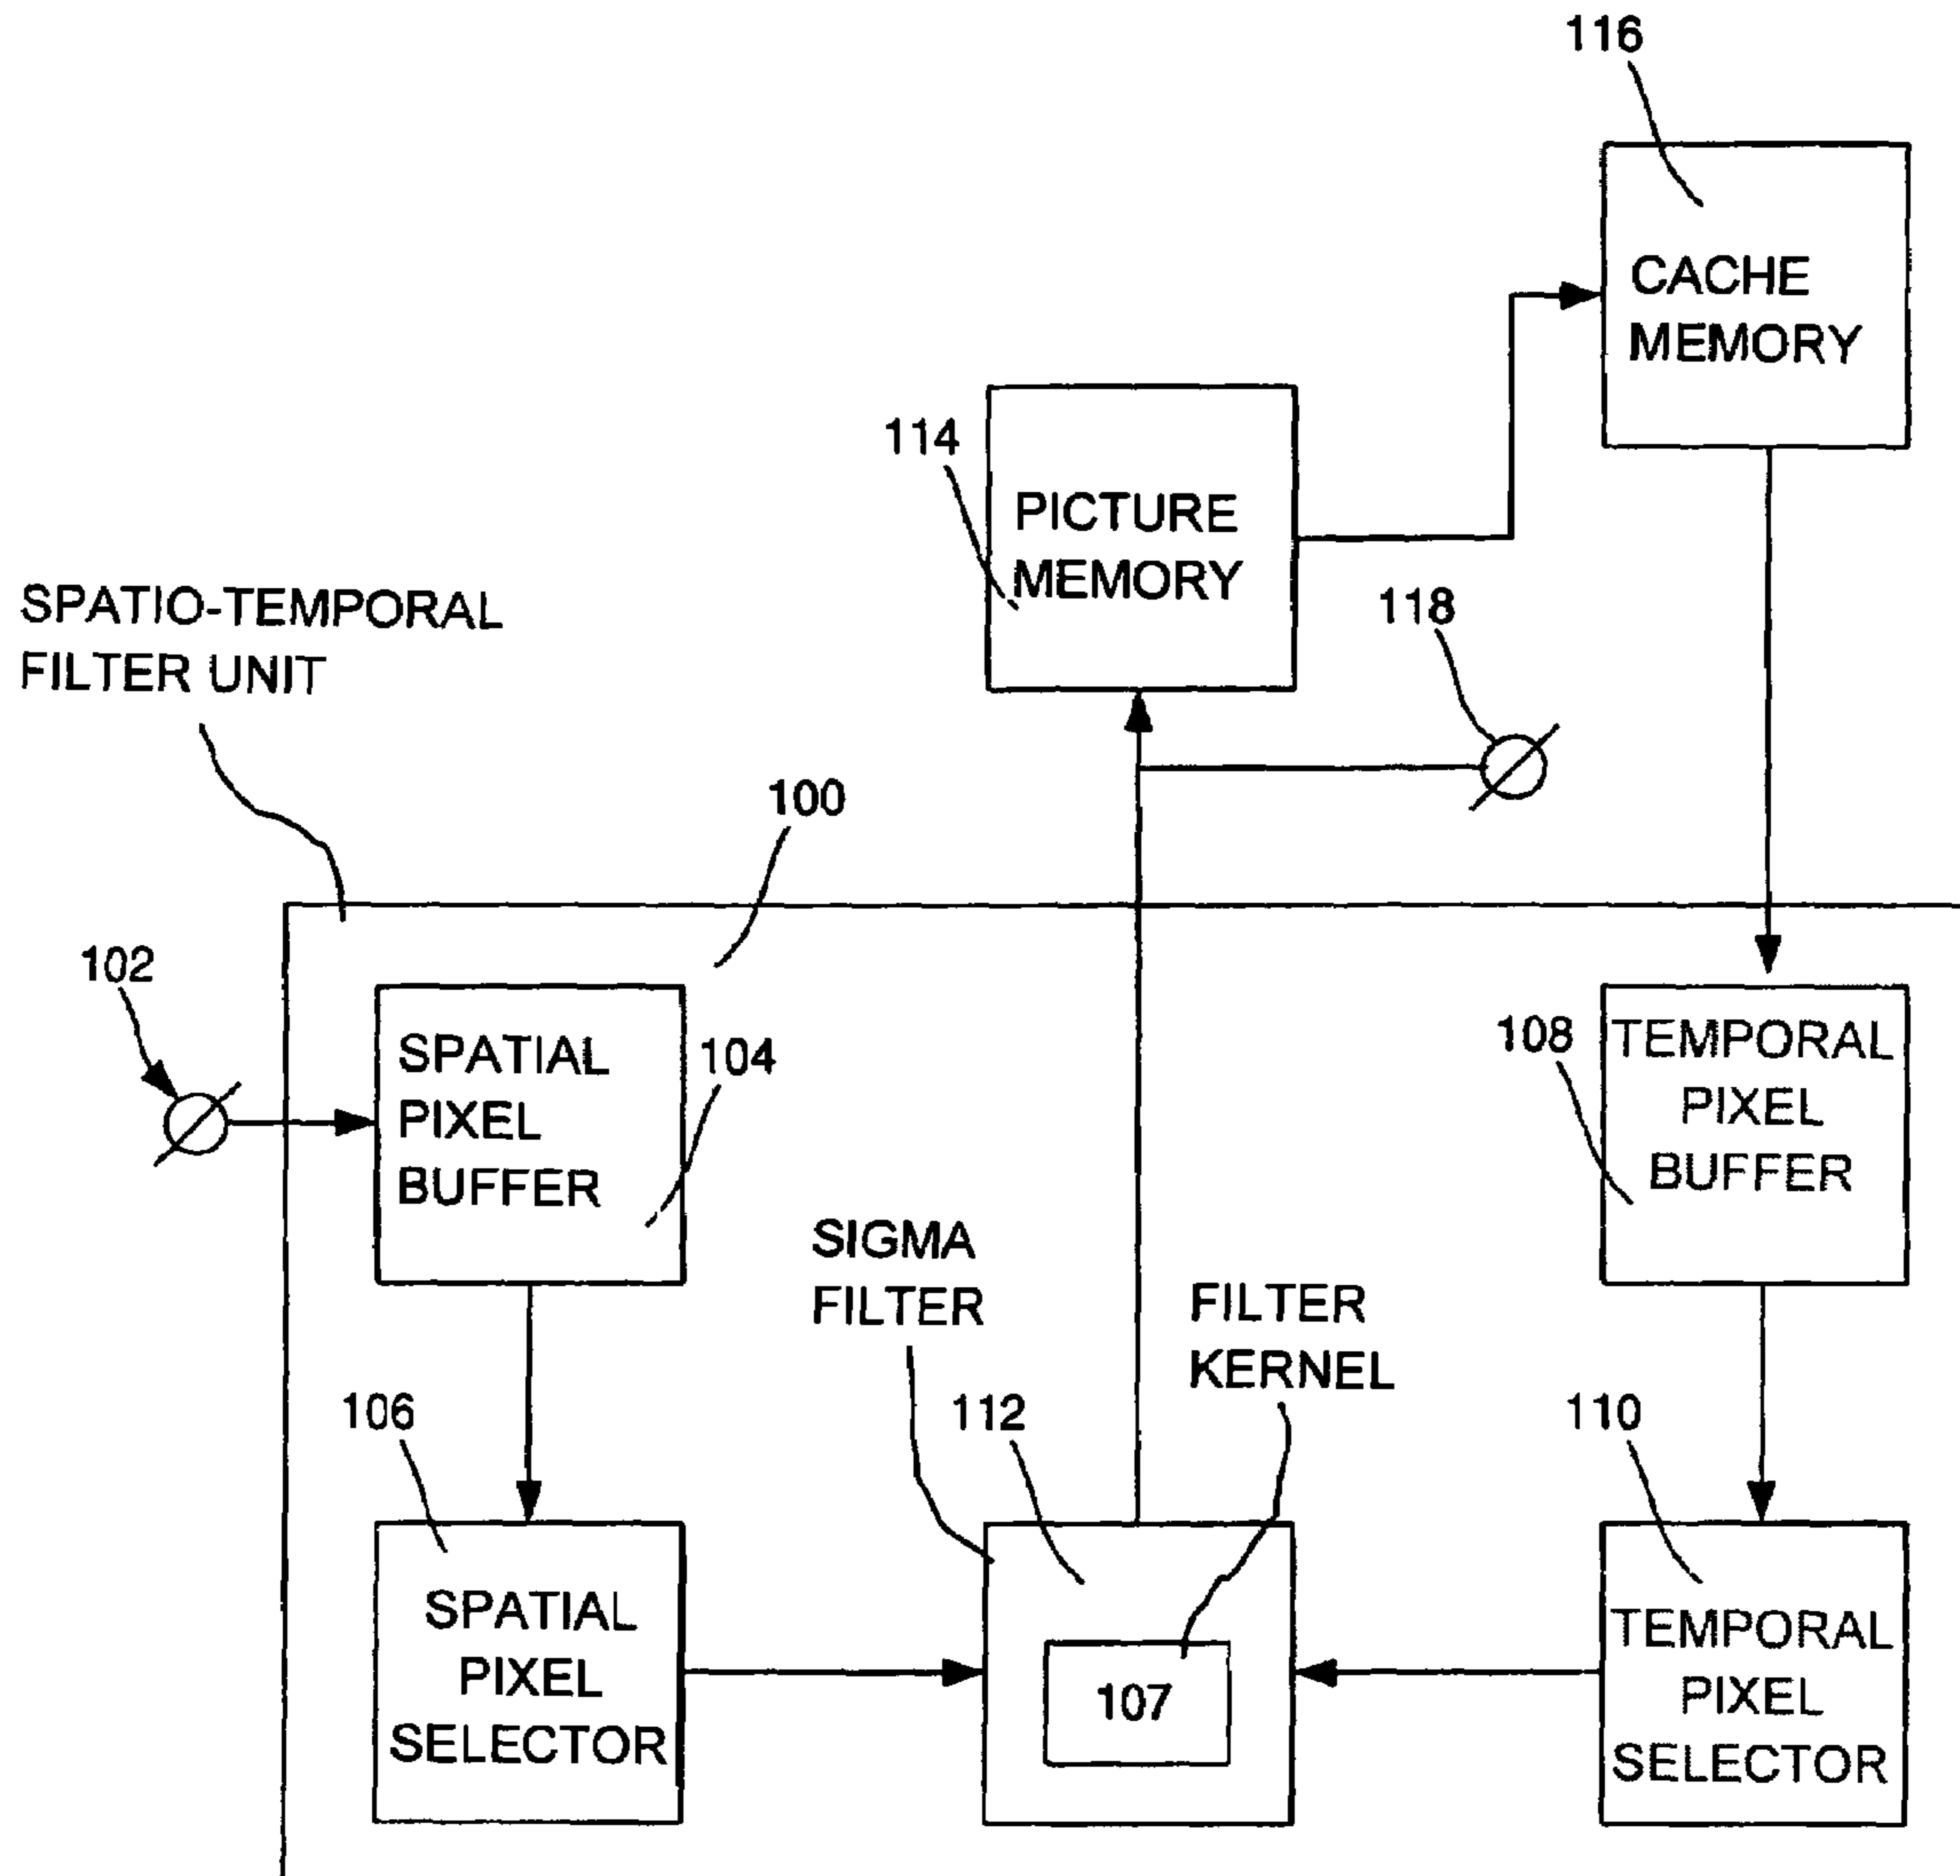 116
CACHE
MEMORY
114
PICTURE
MEMORY
118
SPATIO-TEMPORAL
FILTER UNIT
100
102
SPATIAL
PIXEL
BUFFER
104
108
TEMPORAL
PIXEL
BUFFER
SIGMA
FILTER
FILTER
KERNEL
106
112
110
SPATIAL
PIXEL
SELECTOR
107
TEMPORAL
PIXEL
SELECTOR